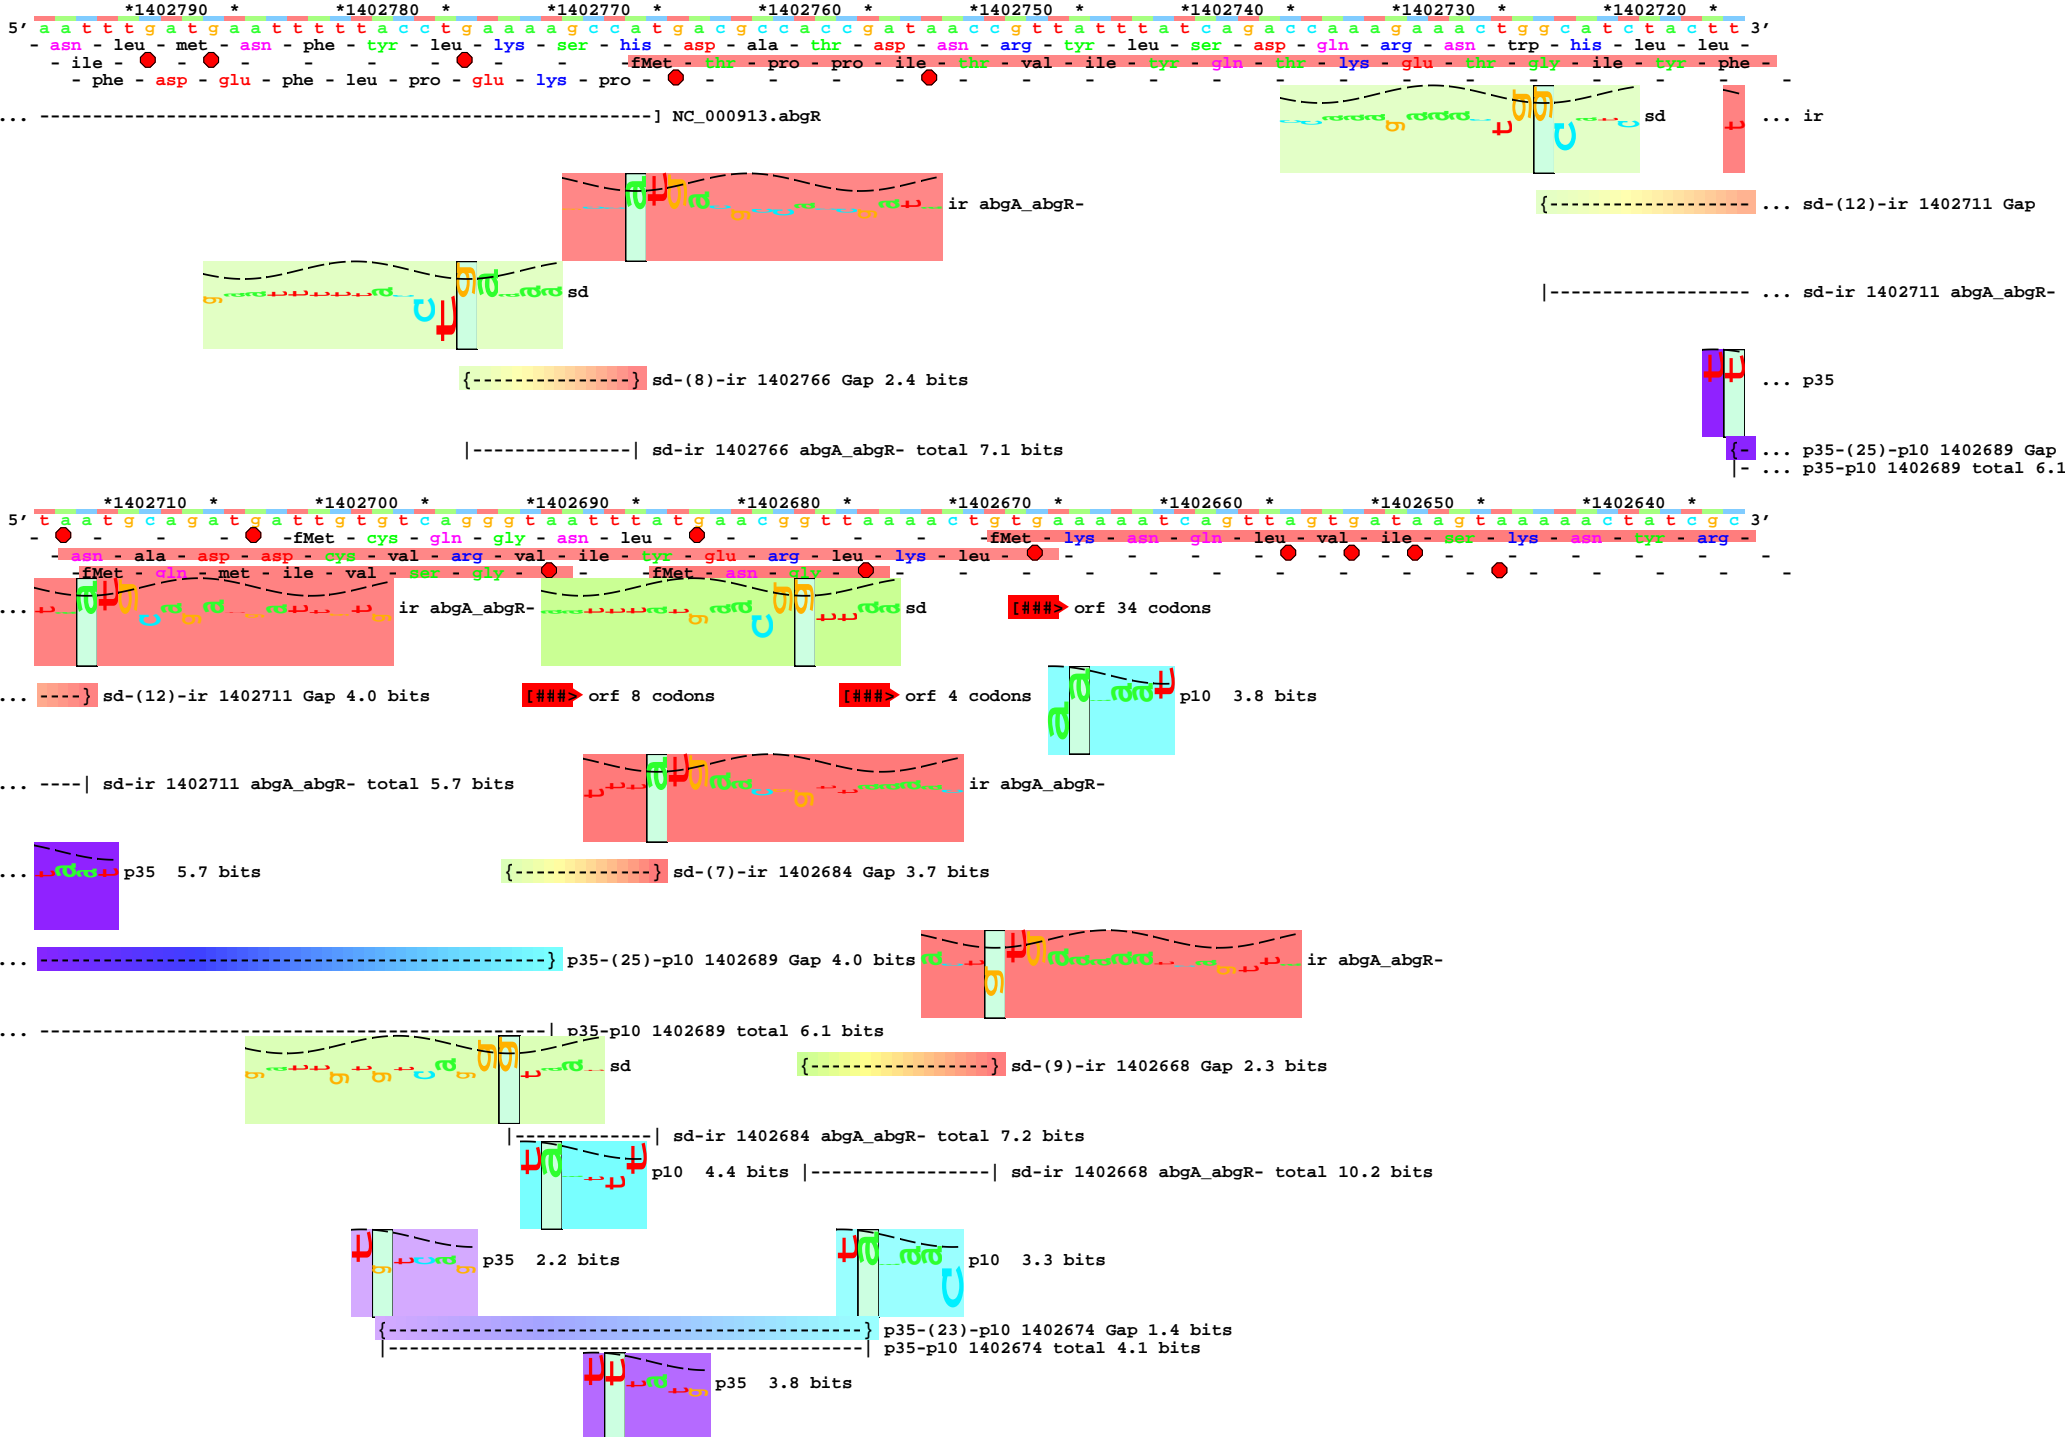 *1402790 * *1402780 * *1402770 * *1402760 * *1402750 * *1402740 * *1402730 * *1402720 *
5' a a t t t g a t g a a t t t t t a c c t g a a a a g c c a t g a c g c c a c c g a t a a c c g t t a t t t a t c a g a c c a a a g a a a c t g g c a t c t a c t t 3'
- asn - leu - met - asn - phe - tyr - leu - lys - ser - his - asp - ala - thr - asp - asn - arg - tyr - leu - ser - asp - gln - arg - asn - trp - his - leu - leu -
- ile - - - - - - - - fMet - thr - pro - pro - ile - thr - val - ile - tyr - gln - thr - lys - glu - thr - gly - ile - tyr - phe -
- phe - asp - glu - phe - leu - pro - glu - lys - pro - - - - - - - - - - - - - - - - - -
... -----------------------------] NC_000913.abgR
sd
... ir
ir abgA_abgR-
{---------- ... sd-(12)-ir 1402711 Gap
sd
|---------- ... sd-ir 1402711 abgA_abgR-
{---------------} sd-(8)-ir 1402766 Gap 2.4 bits
... p35
|---------------| sd-ir 1402766 abgA_abgR- total 7.1 bits
{- ... p35-(25)-p10 1402689 Gap
|- ... p35-p10 1402689 total 6.1
*1402710 * *1402700 * *1402690 * *1402680 * *1402670 * *1402660 * *1402650 * *1402640 *
5' t a a t g c a g a t g a t t g t g t c a g g g t a a t t t a t g a a c g g t t a a a a c t g t g a a a a a t c a g t t a g t g a t a a g t a a a a a c t a t c g c 3'
- - - - -fMet - cys - gln - gly - asn - leu - - - - - -fMet - lys - asn - gln - leu - val - ile - ser - lys - asn - tyr - arg -
- asn - ala - asp - asp - cys - val - arg - val - ile - tyr - glu - arg - leu - lys - leu - - - - - - - - - - - -
-fMet - gln - met - ile - val - ser - gly - - -fMet - asn - gly - - - - - - - - - - - - - - -
... ir abgA_abgR-
sd
[###> orf 34 codons
... ----} sd-(12)-ir 1402711 Gap 4.0 bits
[###> orf 8 codons
[###> orf 4 codons
p10 3.8 bits
... ----| sd-ir 1402711 abgA_abgR- total 5.7 bits
ir abgA_abgR-
... p35 5.7 bits
{-------------} sd-(7)-ir 1402684 Gap 3.7 bits
... ------------------------} p35-(25)-p10 1402689 Gap 4.0 bits
ir abgA_abgR-
... ------------------------| p35-p10 1402689 total 6.1 bits
sd
{-----------------} sd-(9)-ir 1402668 Gap 2.3 bits
|-------------| sd-ir 1402684 abgA_abgR- total 7.2 bits
p10 4.4 bits
|-----------------| sd-ir 1402668 abgA_abgR- total 10.2 bits
p35 2.2 bits
p10 3.3 bits
{---------------------------------------------} p35-(23)-p10 1402674 Gap 1.4 bits
|---------------------------------------------| p35-p10 1402674 total 4.1 bits
p35 3.8 bits